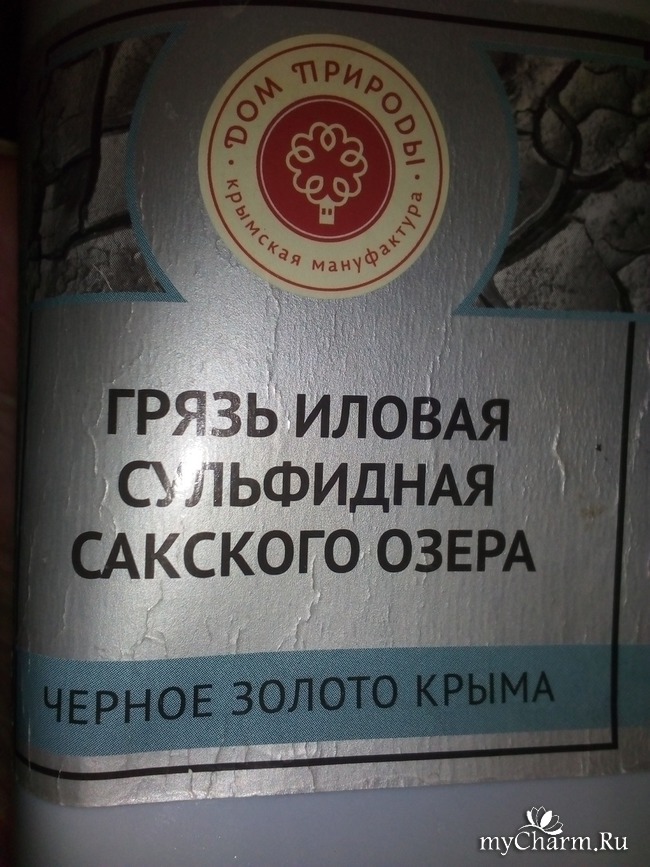 ДОМ ПРИРОДЫ
крымская мануфактура
ГРЯЗЬ ИЛОВАЯ
СУЛЬФИДНАЯ
САКСКОГО ОЗЕРА
ЧЕРНОЕ ЗОЛОТО КРЫМА
myCharm.Ru